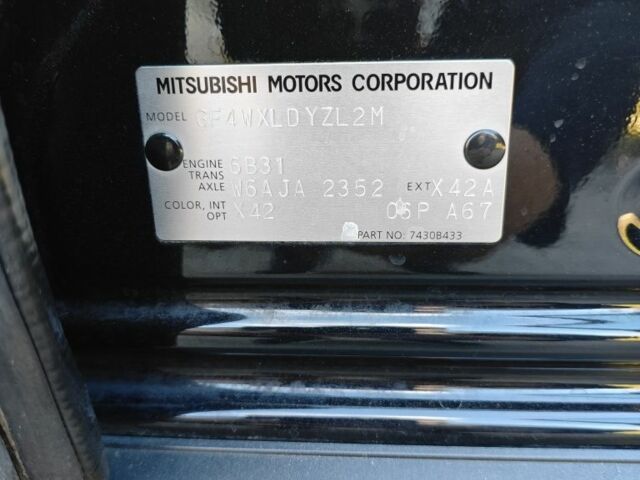 MITSUBISHI MOTORS CORPORATION
MODEL GF4WXLDYZL2M
ENGINE 6B31
TRANS AXLE W6AJA 2352 EXT X42A
COLOR, INT OPT X42 06P A67
PART NO: 7430B433